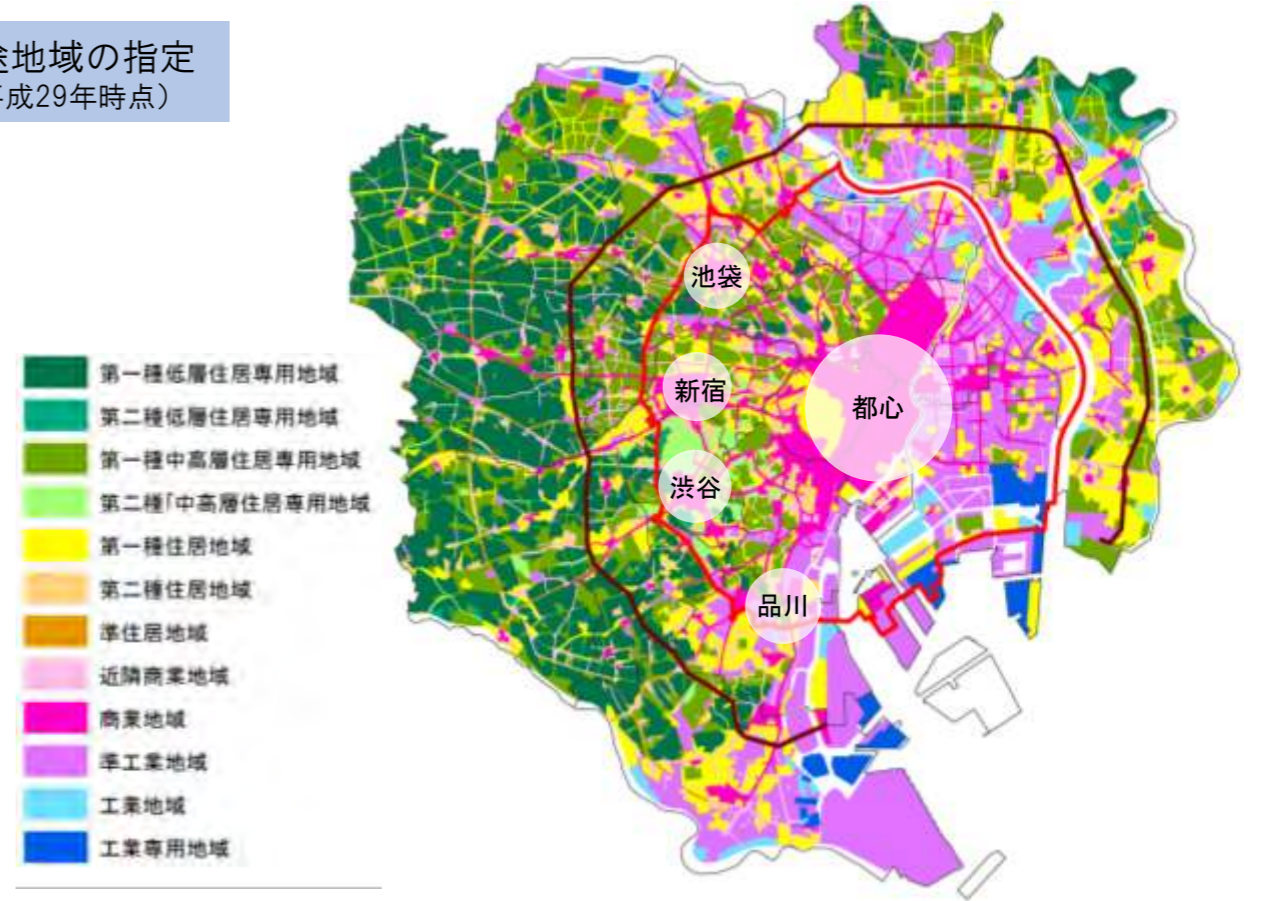 途地域の指定
成29年時点）
池袋
新宿
都心
渋谷
品川
第一種低層住居専用地域
第二種低層住居専用地域
第一種中高層住居専用地域
第二種「中高層住居専用地域
第一種住居地域
第二種住居地域
準住居地域
近隣商業地域
商業地域
準工業地域
工業地域
工業専用地域